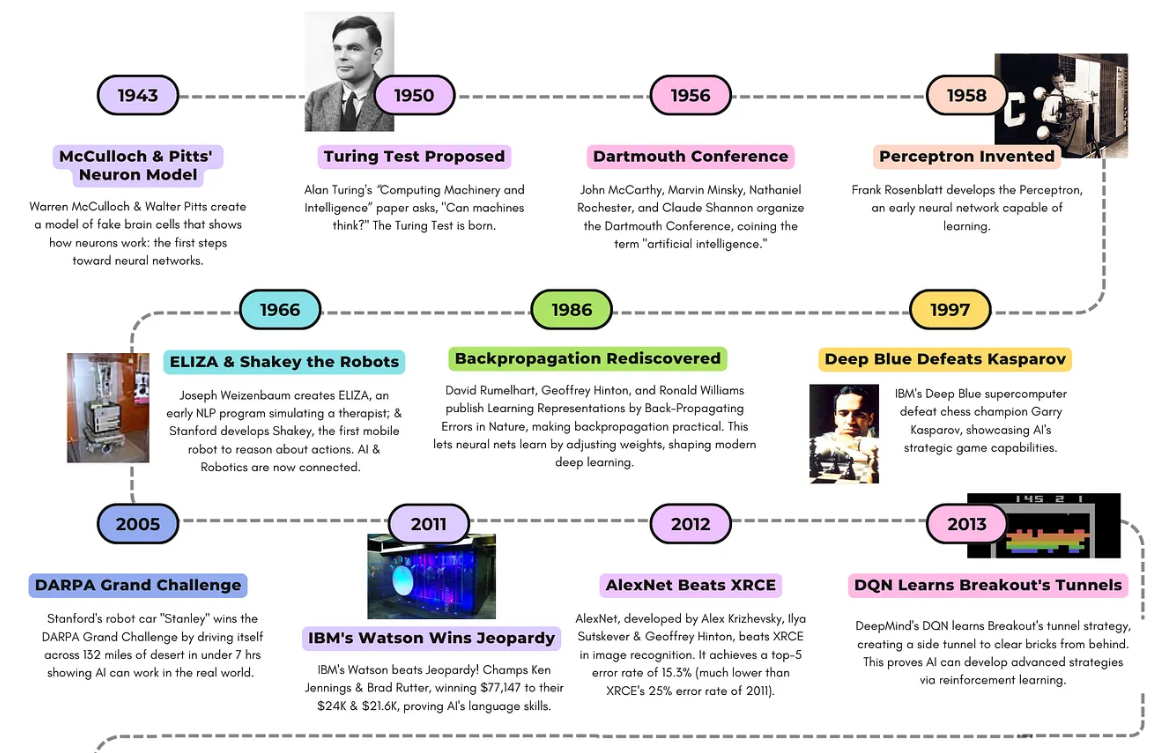 1943
1950
1956
1958
McCulloch & Pitts'
Neuron Model
Warren McCulloch & Walter Pitts create
a model of fake brain cells that shows
how neurons work: the first steps
toward neural networks.
Turing Test Proposed
Alan Turing's “Computing Machinery and
Intelligence” paper asks, "Can machines
think?" The Turing Test is born.
Dartmouth Conference
John McCarthy, Marvin Minsky, Nathaniel
Rochester, and Claude Shannon organize
the Dartmouth Conference, coining the
term "artificial intelligence."
C
Perceptron Invented
Frank Rosenblatt develops the Perceptron,
an early neural network capable of
learning.
1966
1986
1997
ELIZA & Shakey the Robots
Joseph Weizenbaum creates ELIZA, an
early NLP program simulating a therapist; &
Stanford develops Shakey, the first mobile
robot to reason about actions. AI &
Robotics are now connected.
Backpropagation Rediscovered
David Rumelhart, Geoffrey Hinton, and Ronald Williams
publish Learning Representations by Back-Propagating
Errors in Nature, making backpropagation practical. This
lets neural nets learn by adjusting weights, shaping modern
deep learning.
Deep Blue Defeats Kasparov
IBM's Deep Blue supercomputer
defeat chess champion Garry
Kasparov, showcasing AI's
strategic game capabilities.
2005
2011
2012
2013
145 2 1
DARPA Grand Challenge
Stanford's robot car "Stanley" wins the
DARPA Grand Challenge by driving itself
across 132 miles of desert in under 7 hrs
showing AI can work in the real world.
IBM's Watson Wins Jeopardy
IBM's Watson beats Jeopardy! Champs Ken
Jennings & Brad Rutter, winning $77,147 to their
$24K & $21.6K, proving AI's language skills.
AlexNet Beats XRCE
AlexNet, developed by Alex Krizhevsky, Ilya
Sutskever & Geoffrey Hinton, beats XRCE
in image recognition. It achieves a top-5
error rate of 15.3% (much lower than
XRCE's 25% error rate of 2011).
DQN Learns Breakout's Tunnels
DeepMind's DQN learns Breakout's tunnel strategy,
creating a side tunnel to clear bricks from behind.
This proves AI can develop advanced strategies
via reinforcement learning.